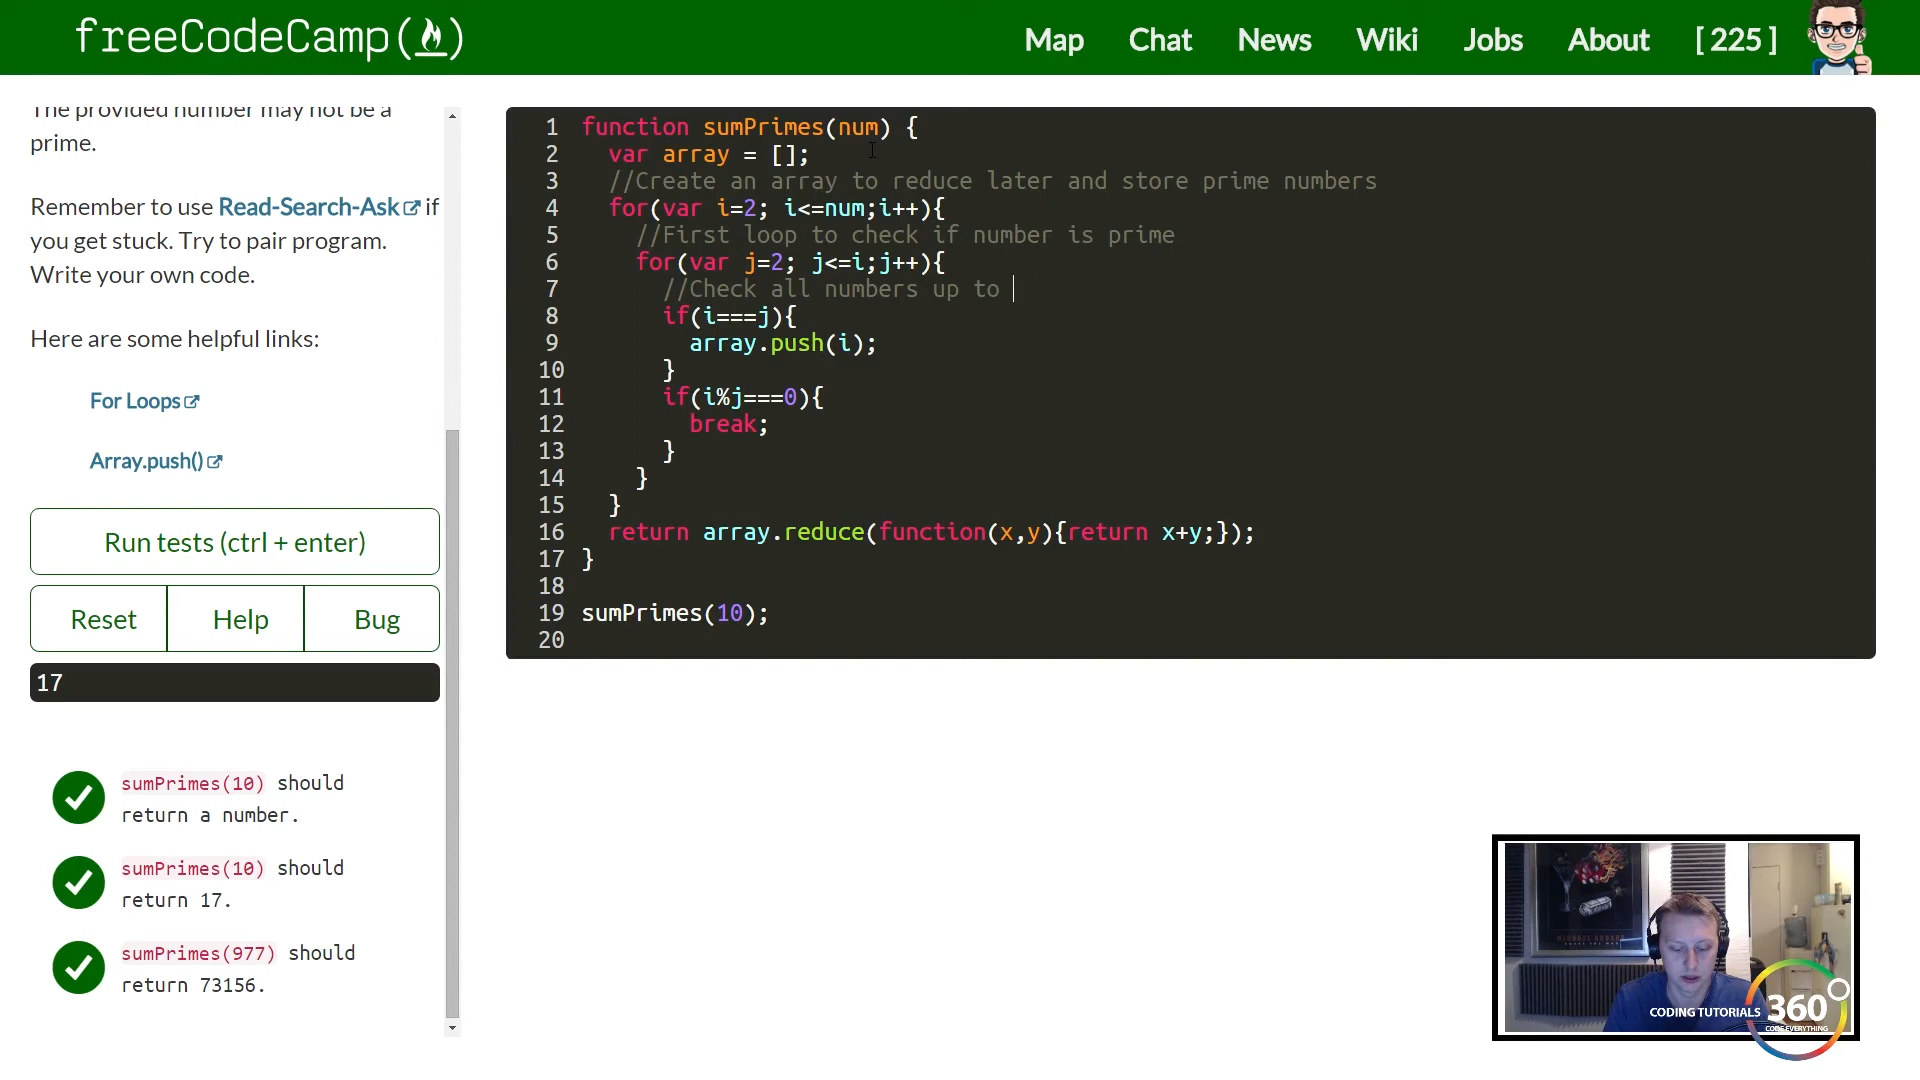 freeCodeCamp
Map Chat News Wiki Jobs About [ 225 ]
The provided number may not be a
prime.
Remember to use Read-Search-Ask if
you get stuck. Try to pair program.
Write your own code.
Here are some helpful links:
For Loops
Array.push()
Run tests (ctrl + enter)
Reset Help Bug
17
sumPrimes(10) should
return a number.
sumPrimes(10) should
return 17.
sumPrimes(977) should
return 73156.
1 function sumPrimes(num) {
2 var array = [];
3 //Create an array to reduce later and store prime numbers
4 for(var i=2; i<=num;i++){
5 //First loop to check if number is prime
6 for(var j=2; j<=i;j++){
7 //Check all numbers up to
8 if(i===j){
9 array.push(i);
10 }
11 if(i%j===0){
12 break;
13 }
14 }
15 }
16 return array.reduce(function(x,y){return x+y;});
17 }
18
19 sumPrimes(10);
20
CODING TUTORIALS 360
CODE EVERYTHING